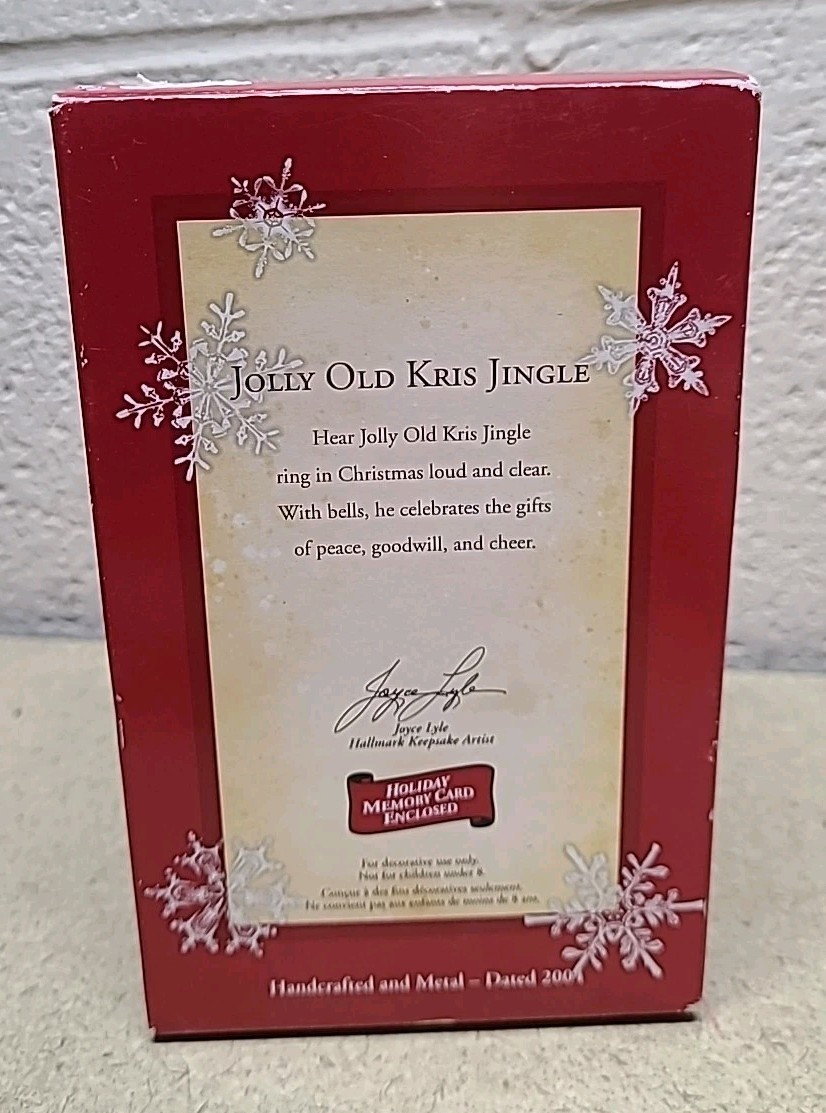 JOLLY OLD KRIS JINGLE
Hear Jolly Old Kris Jingle
ring in Christmas loud and clear.
With bells, he celebrates the gifts
of peace, goodwill, and cheer.
Joyce Lyle
Joyce Lyle
Hallmark Keepsake Artist
HOLIDAY
MEMORY CARD
ENCLOSED
For decorative use only.
Not for children under 8.
Conçue à des fins décoratives seulement.
Ne convient pas aux enfants de moins de 8 ans.
Handcrafted and Metal – Dated